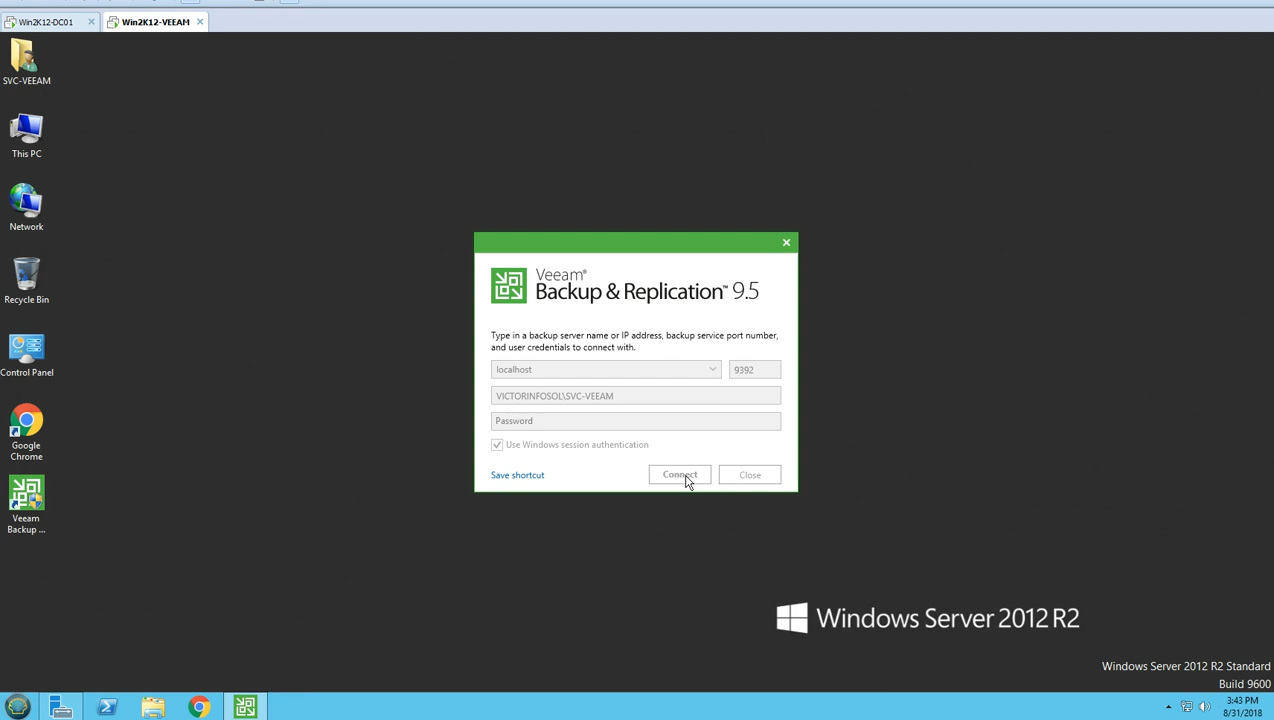 Win2K12-DC01
Win2K12-VEEAM
SVC-VEEAM
This PC
Network
Recycle Bin
Control Panel
Google
Chrome
Veeam
Backup ...
Veeam®
Backup & Replication™ 9.5
Type in a backup server name or IP address, backup service port number,
and user credentials to connect with.
localhost
9392
VICTORINFOSOL\SVC-VEEAM
Password
Use Windows session authentication
Save shortcut
Connect
Close
Windows Server 2012 R2
Windows Server 2012 R2 Standard
Build 9600
3:43 PM
8/31/2018